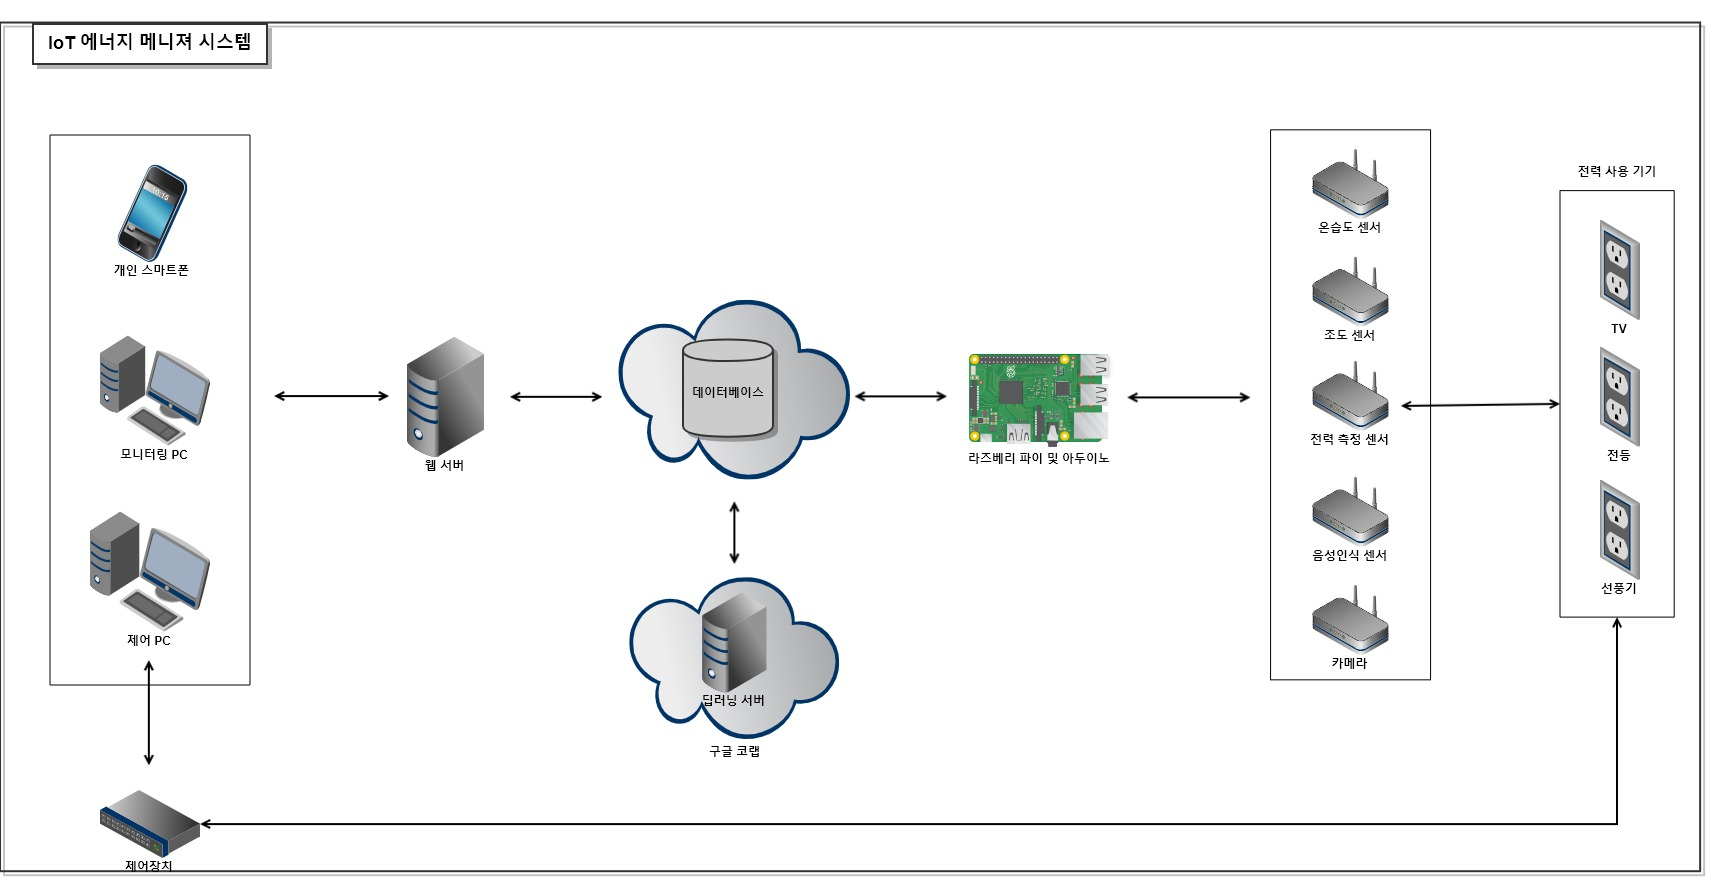 IoT 에너지 메니져 시스템
개인 스마트폰
모니터링 PC
제어 PC
제어장치
웹 서버
데이터베이스
딥러닝 서버
구글 코랩
라즈베리 파이 및 아두이노
온습도 센서
조도 센서
전력 측정 센서
음성인식 센서
카메라
전력 사용 기기
TV
전등
선풍기